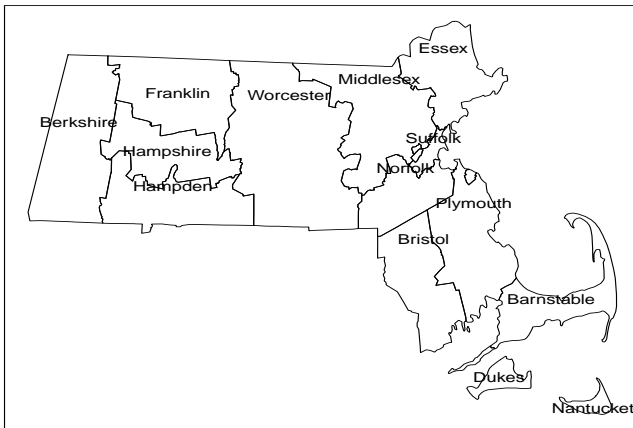 Essex
Middlesex
Franklin
Worcester
Berkshire
Suffolk
Hampshire
Norfolk
Hampden
Plymouth
Bristol
Barnstable
Dukes
Nantucket